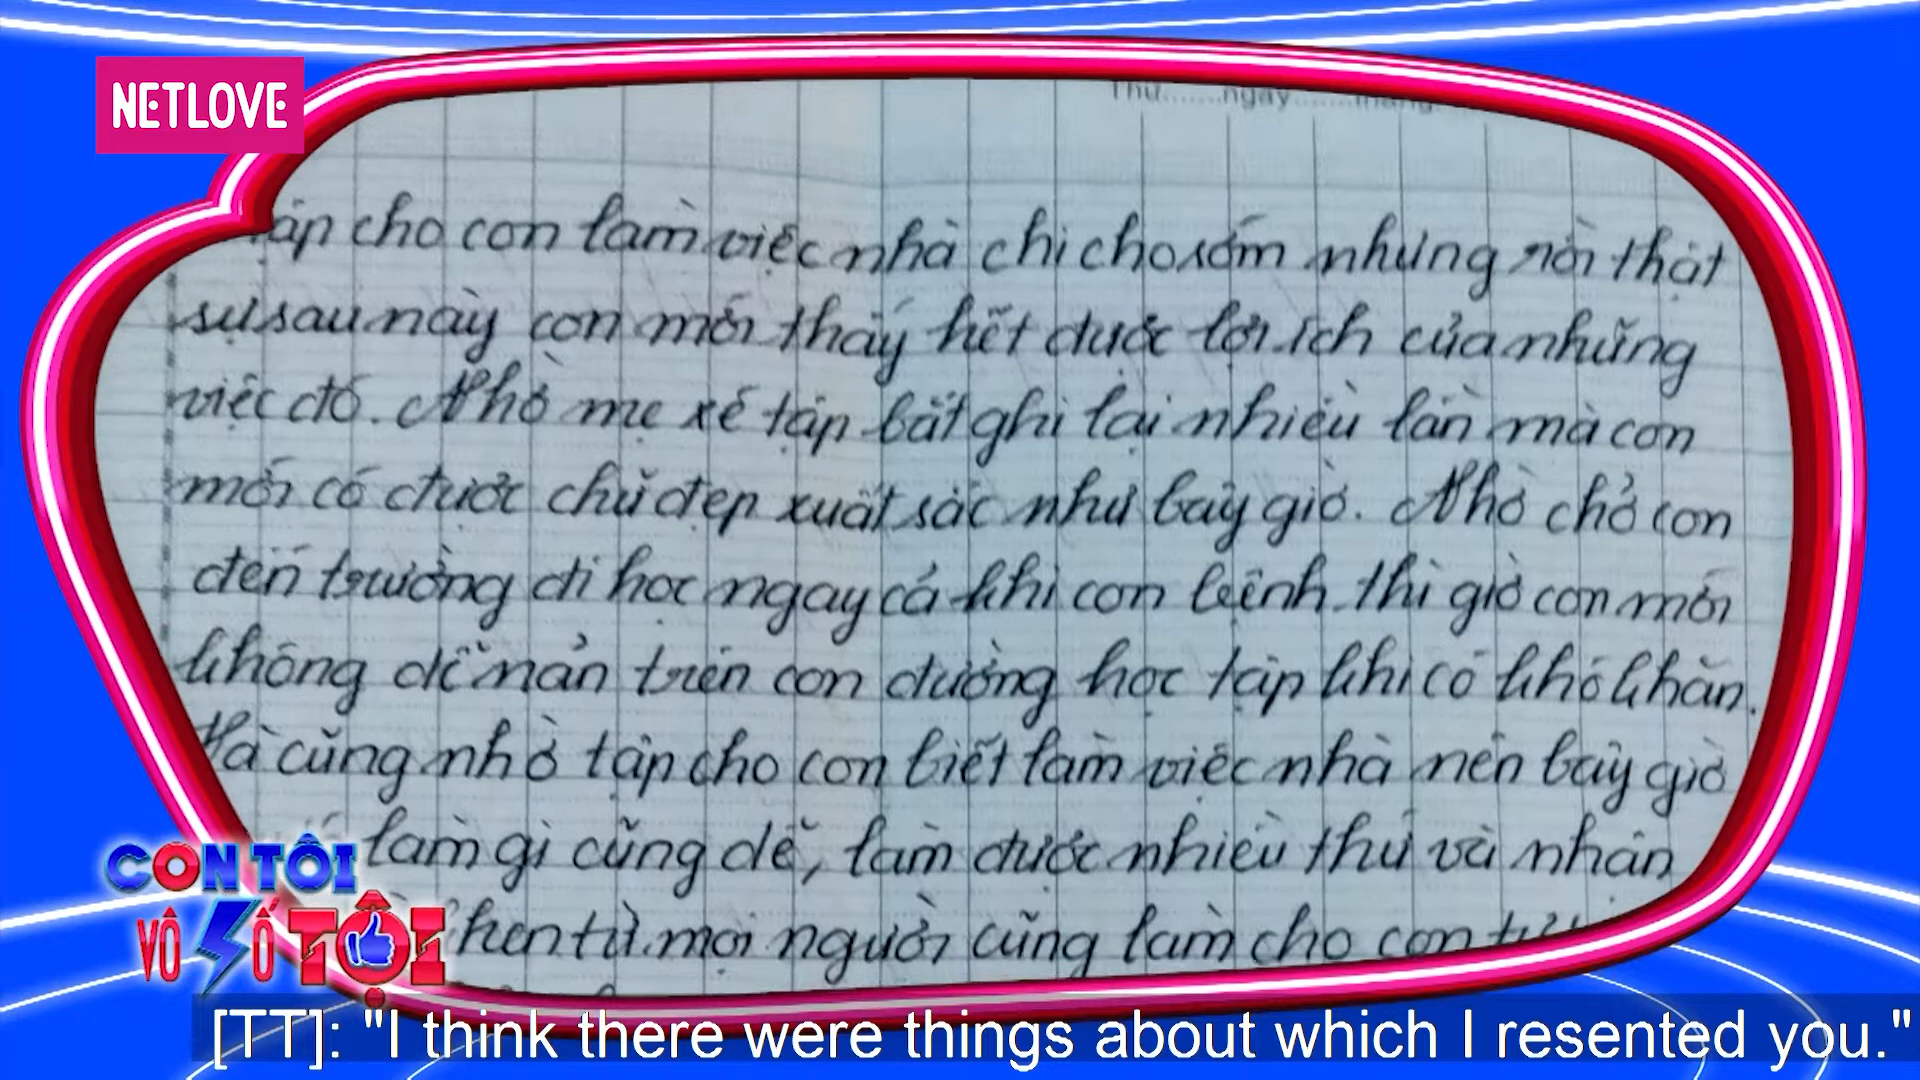 NETLOVE
Thứ........ngày........tháng
tập cho con làm việc nhà chi cho sớm nhưng rồi thật
sự sau này con mới thấy hết được lợi ích của những
việc đó. Nhờ mẹ xé tập bắt ghi lại nhiều lần mà con
mới có được chữ đẹp xuất sắc như bây giờ. Nhờ chở con
đến trường đi học ngay cả khi con bệnh thì giờ con mới
không dễ nản trên con đường học tập khi có khó khăn.
Và cũng nhờ tập cho con biết làm việc nhà nên bây giờ
làm gì cũng dễ, làm được nhiều thứ và nhận
khen từ mọi người cũng làm cho con
CON TÔI
VÔ SỐ TỘI
[TT]: "I think there were things about which I resented you."